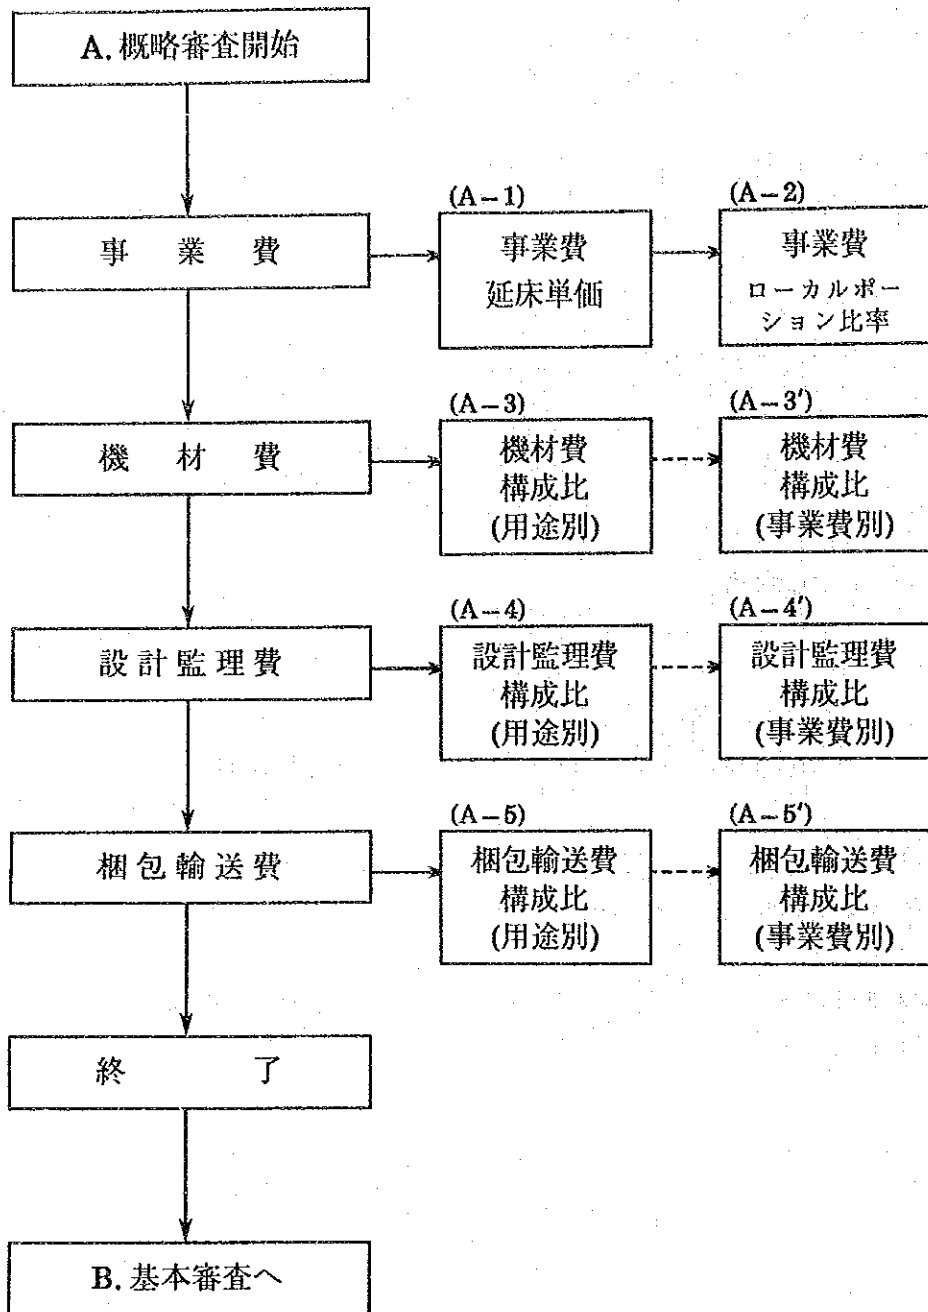 A. 概略審査開始
事業費
(A－1)
事業費
延床単価
(A－2)
事業費
ローカルポー
ション比率
機材費
(A－3)
機材費
構成比
(用途別)
(A－3′)
機材費
構成比
(事業費別)
設計監理費
(A－4)
設計監理費
構成比
(用途別)
(A－4′)
設計監理費
構成比
(事業費別)
梱包輸送費
(A－5)
梱包輸送費
構成比
(用途別)
(A－5′)
梱包輸送費
構成比
(事業費別)
終了
B. 基本審査へ